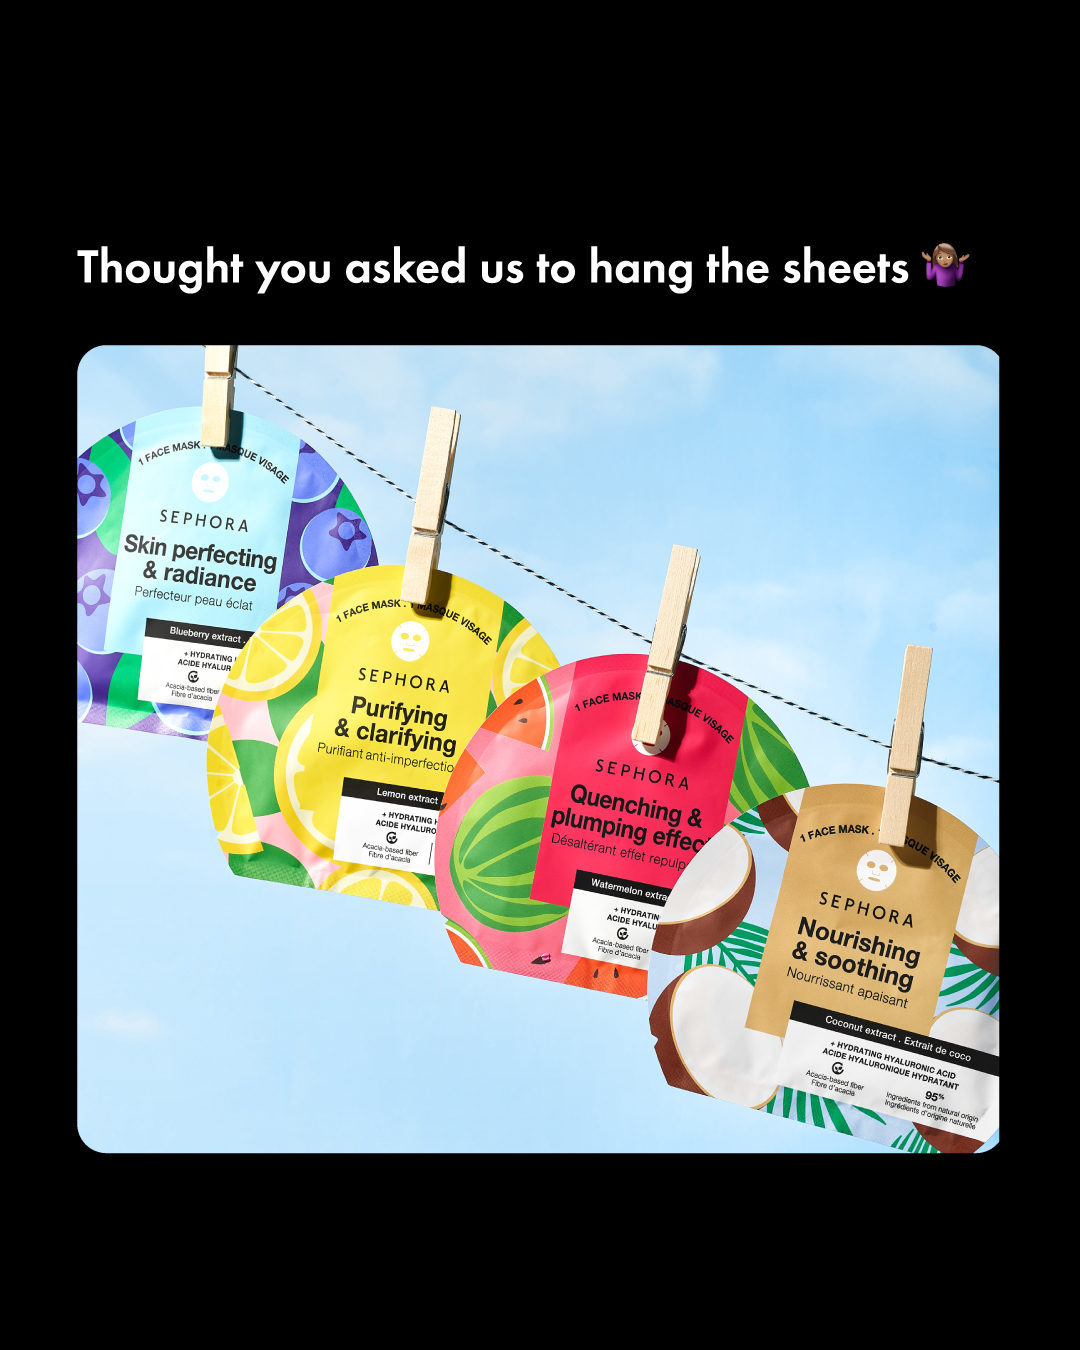 Thought you asked us to hang the sheets 🤷🏽‍♀️
1 FACE MASK . 1 MASQUE VISAGE
SEPHORA
Skin perfecting
& radiance
Perfecteur peau éclat
Blueberry extract .
+ HYDRATING
ACIDE HYALUR
Acacia-based fiber
Fibre d'acacia
1 FACE MASK . 1 MASQUE VISAGE
SEPHORA
Purifying
& clarifying
Purifiant anti-imperfectio
Lemon extract
+ HYDRATING H
ACIDE HYALURO
Acacia-based fiber
Fibre d'acacia
1 FACE MASK ASQUE VISAGE
SEPHORA
Quenching &
plumping effec
Désaltérant effet repulp
Watermelon extra
+ HYDRATIN
ACIDE HYALU
Acacia-based fiber
Fibre d'acacia
1 FACE MASK . SQUE VISAGE
SEPHORA
Nourishing
& soothing
Nourrissant apaisant
Coconut extract . Extrait de coco
+ HYDRATING HYALURONIC ACID
ACIDE HYALURONIQUE HYDRATANT
Acacia-based fiber
Fibre d'acacia
95%
Ingredients from natural origin
Ingrédients d'origine naturelle